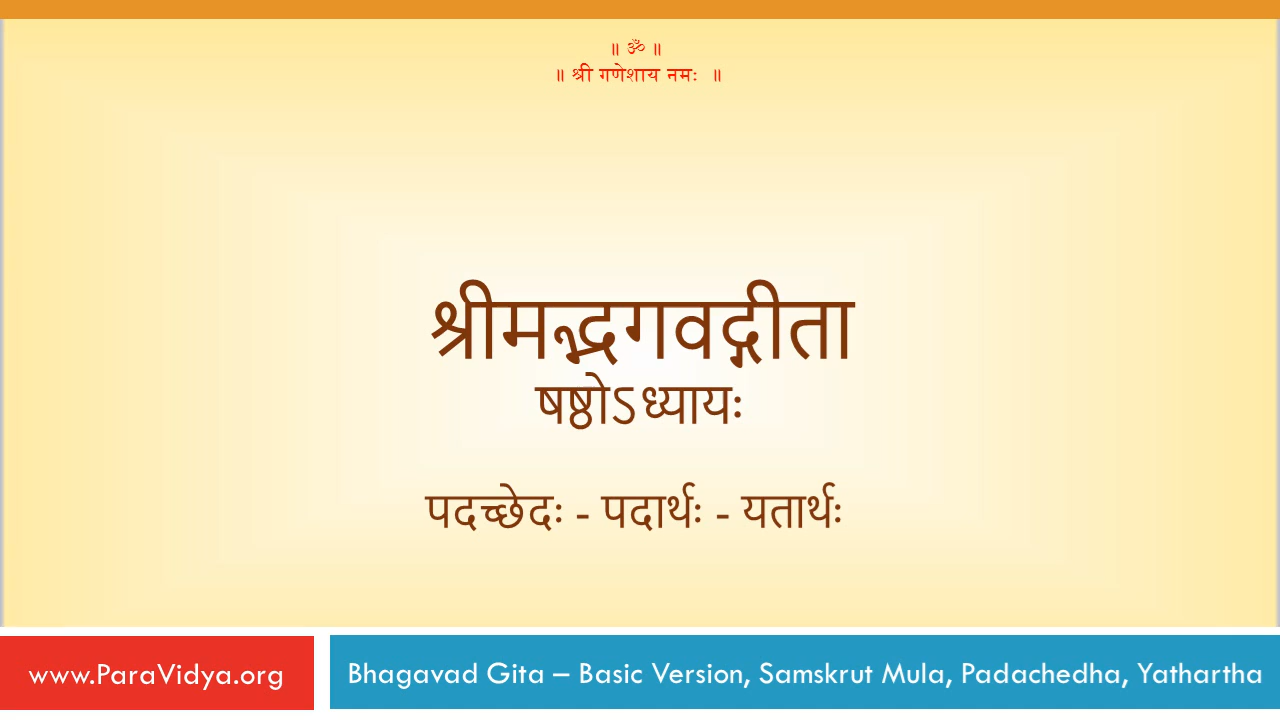 ॥ ॐ ॥
॥ श्री गणेशाय नमः ॥
श्रीमद्भगवद्गीता
षष्ठोऽध्यायः
पदच्छेदः - पदार्थः - यतार्थः
www.ParaVidya.org
Bhagavad Gita – Basic Version, Samskrut Mula, Padachedha, Yathartha